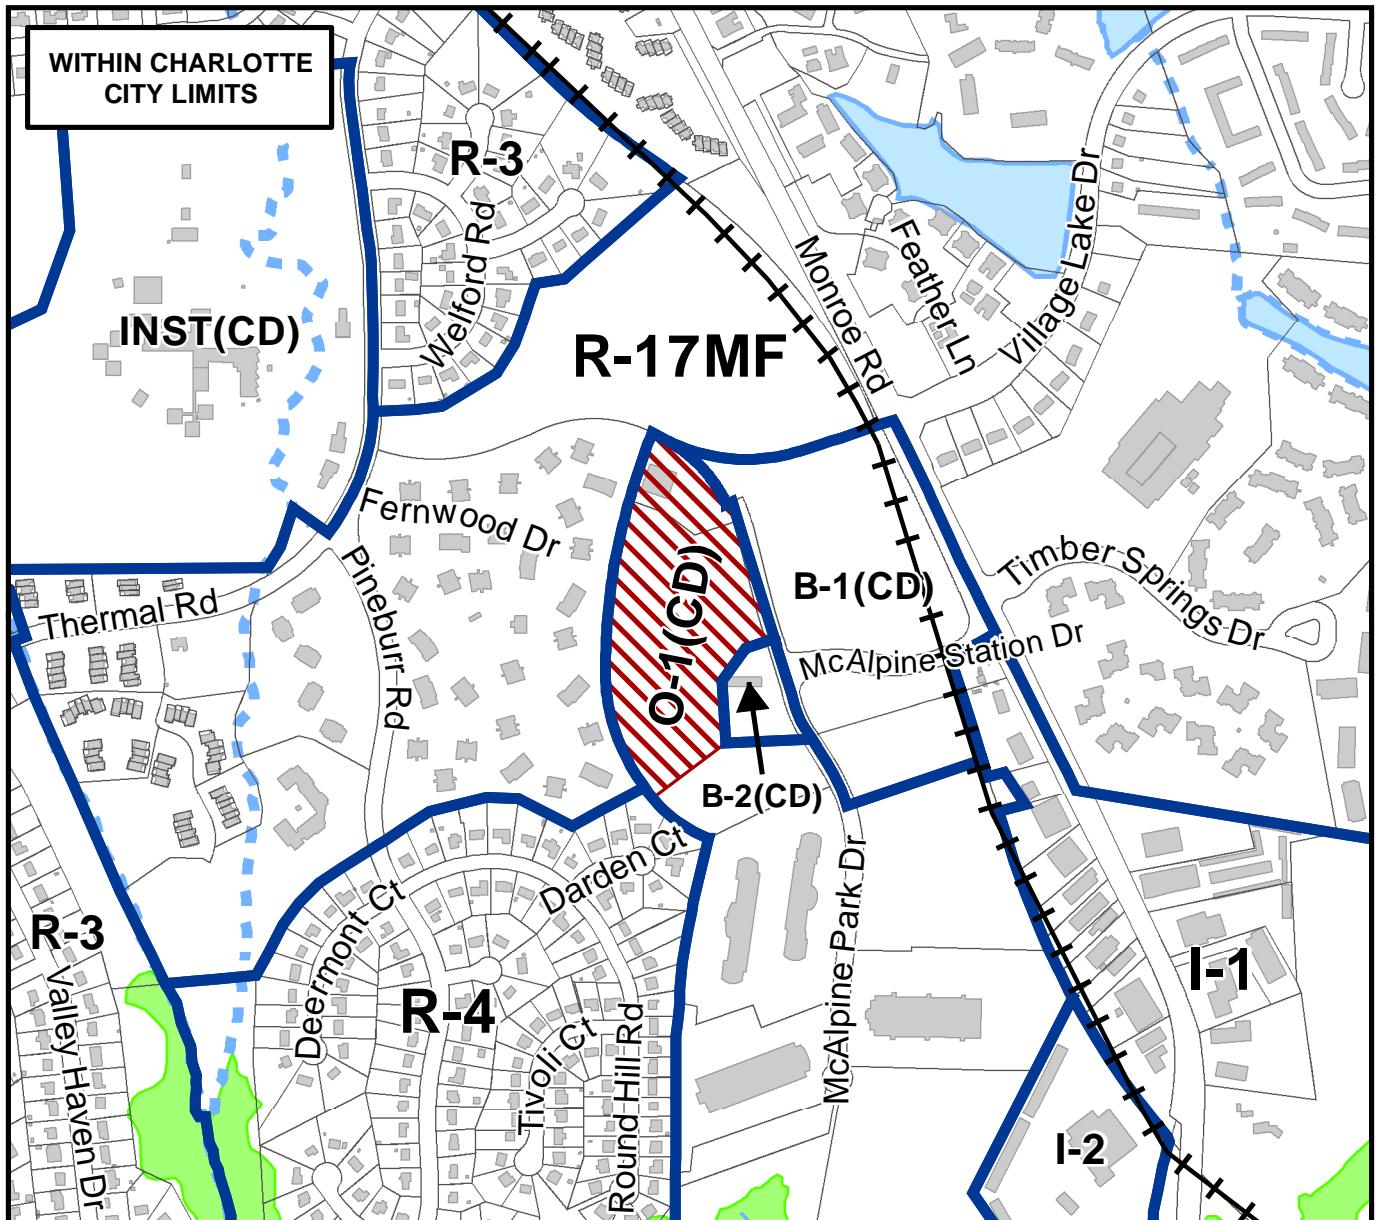 WITHIN CHARLOTTE
CITY LIMITS
R-3
Welford Rd
INST(CD)
R-17MF
Monroe Rd
Feather Ln
Village Lake Dr
Fernwood Dr
Pineburr Rd
Thermal Rd
O-1(CD)
B-1(CD)
Timber Springs Dr
McAlpine Station Dr
B-2(CD)
Darden Ct
Deermont Ct
McAlpine Park Dr
R-3
Valley Haven Dr
R-4
Tivoli Ct
Round Hill Rd
I-1
I-2